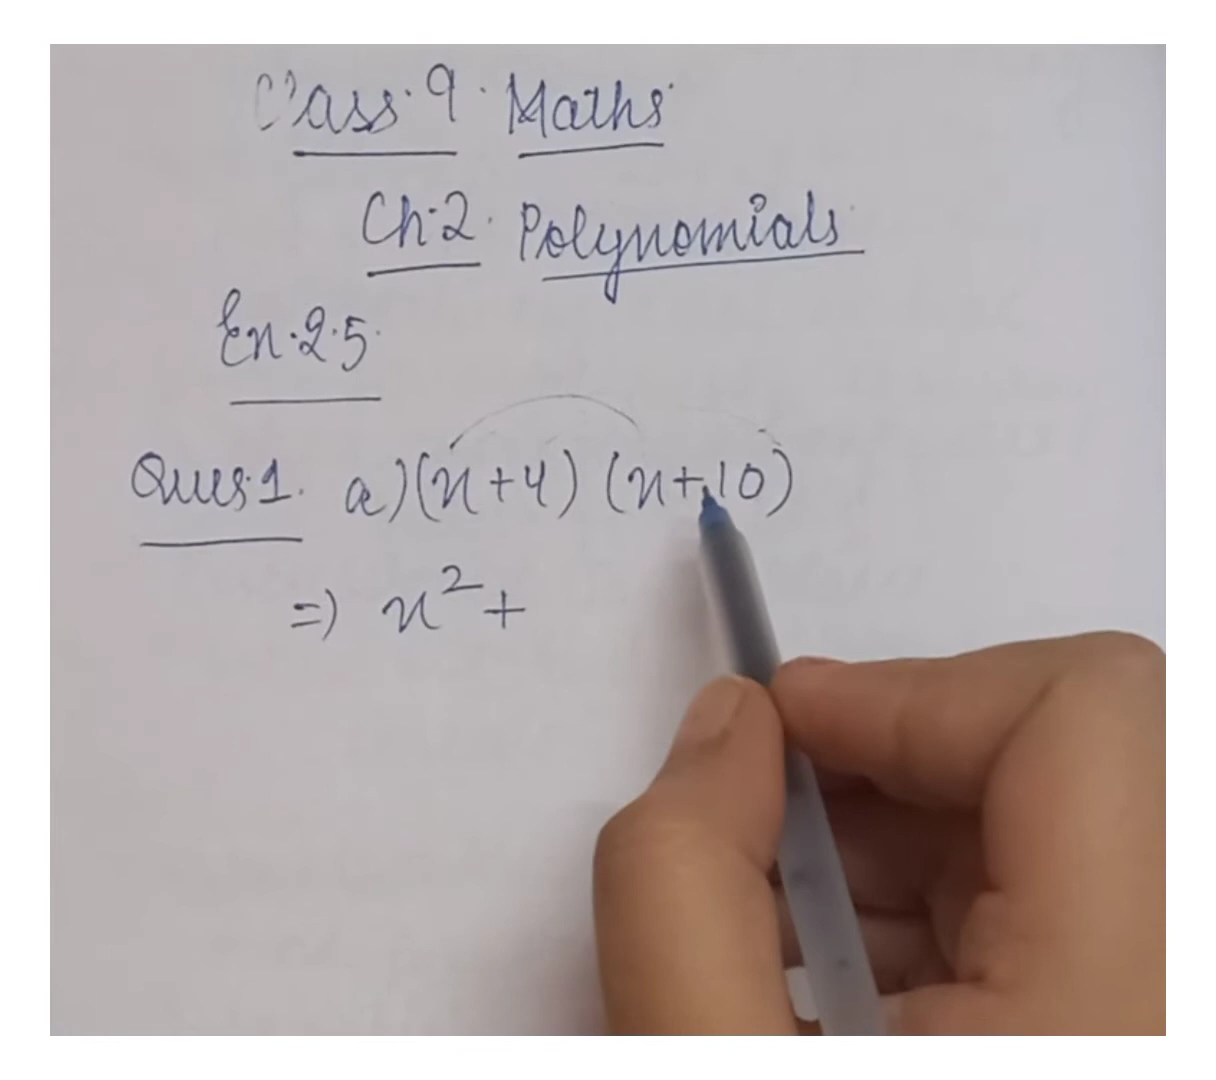 Class. 9. Maths
Ch:2. Polynomials
Ex. 2.5.
Ques.1. a) (x+4) (x+10)
=) x² +